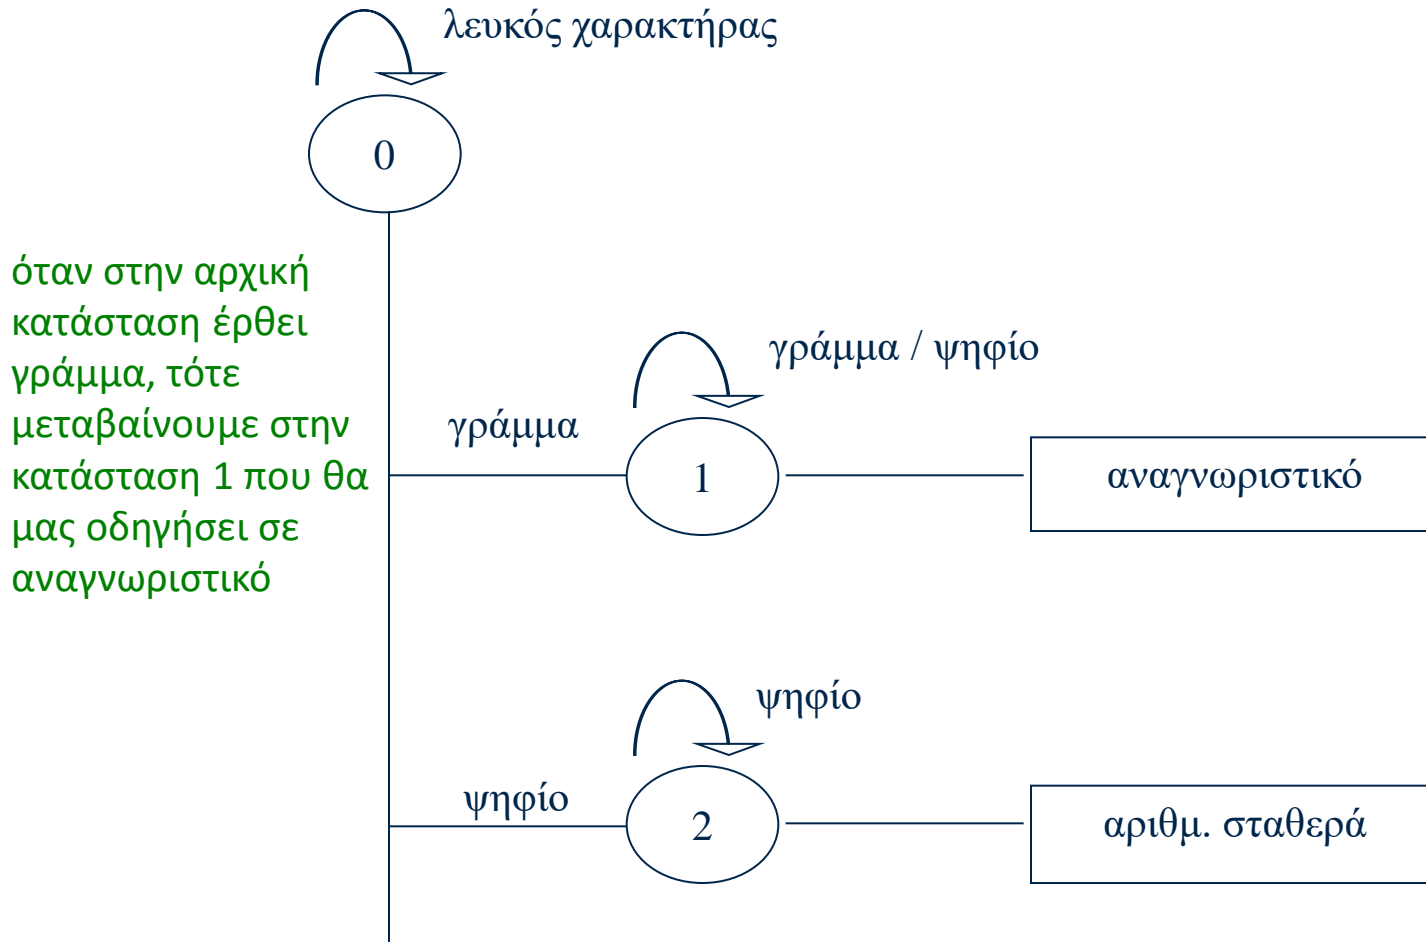 λευκός χαρακτήρας
0
όταν στην αρχική
κατάσταση έρθει
γράμμα, τότε
μεταβαίνουμε στην
κατάσταση 1 που θα
μας οδηγήσει σε
αναγνωριστικό
γράμμα / ψηφίο
γράμμα
1
αναγνωριστικό
ψηφίο
ψηφίο
2
αριθμ. σταθερά